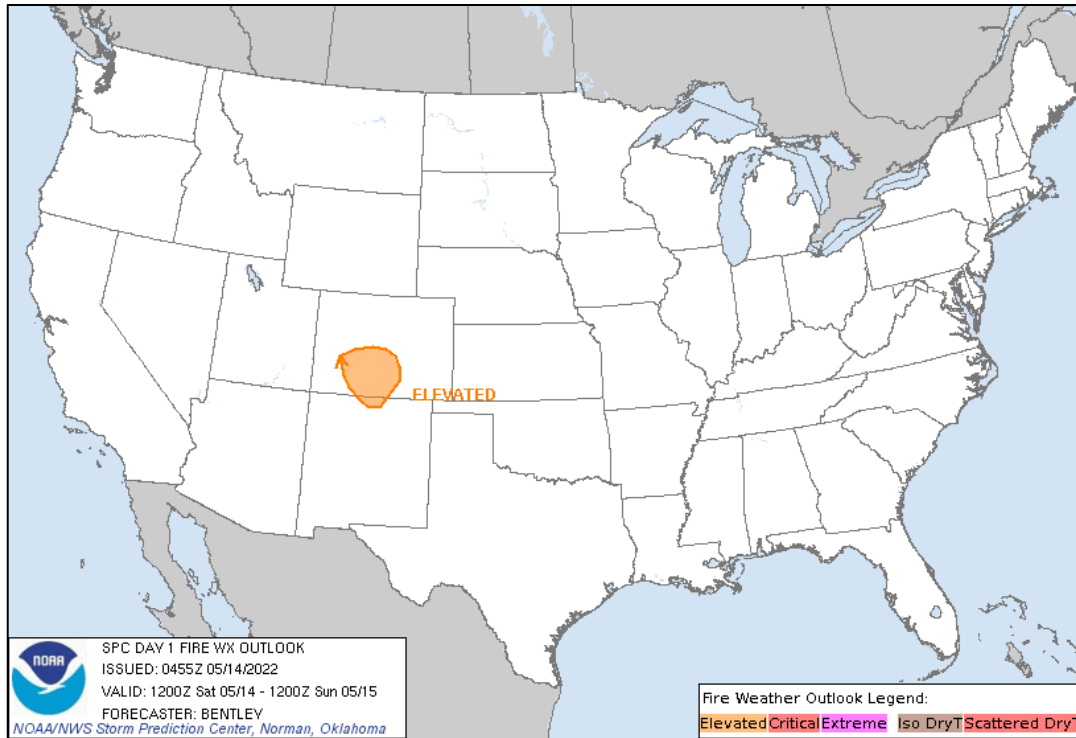 ELEVATED
NOAA
SPC DAY 1 FIRE WX OUTLOOK
ISSUED: 0455Z 05/14/2022
VALID: 1200Z Sat 05/14 - 1200Z Sun 05/15
FORECASTER: BENTLEY
NOAA/NWS Storm Prediction Center, Norman, Oklahoma
Fire Weather Outlook Legend:
Elevated Critical Extreme Iso DryT Scattered DryT